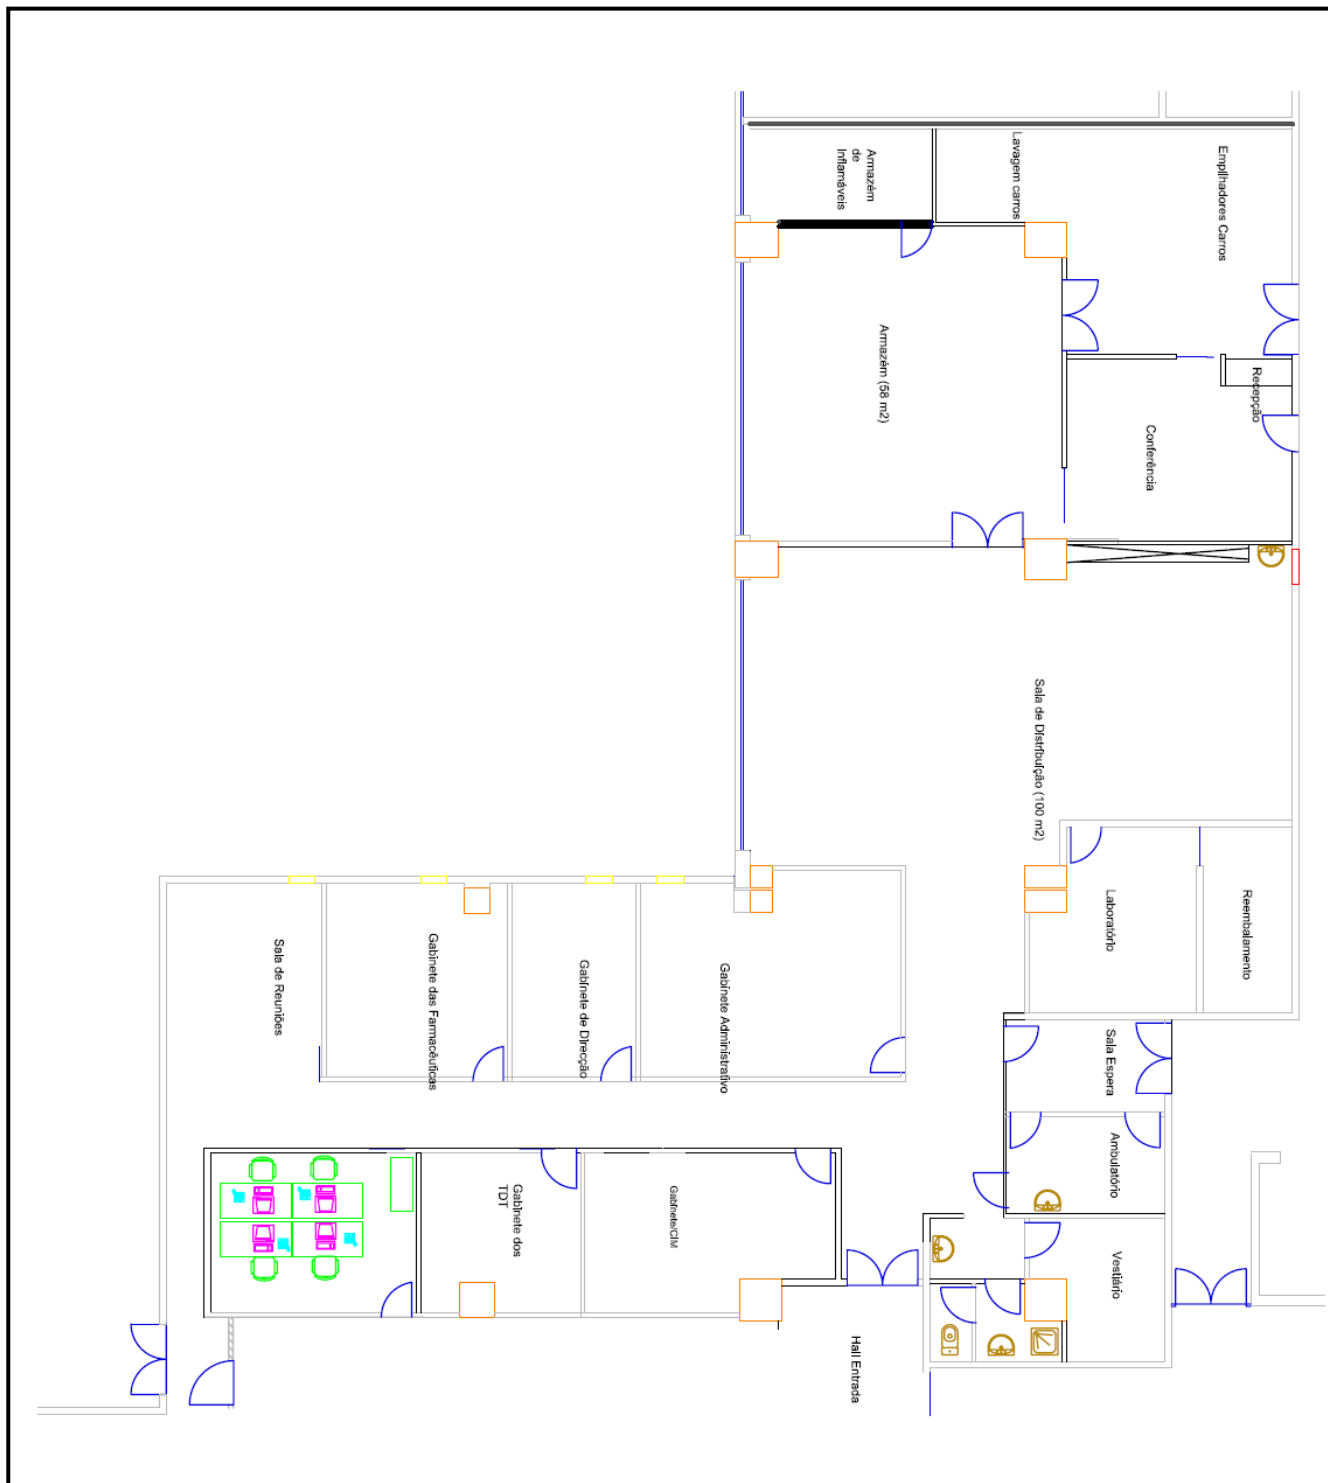 Armazém
de
Inflamáveis
Lavagem carros
Empilhadores Carros
Armazém (58 m2)
Recepção
Conferência
Sala de Distribuição (100 m2)
Laboratório
Reembalamento
Sala de Reuniões
Gabinete das Farmacêuticas
Gabinete de Direcção
Gabinete Administrativo
Sala Espera
Ambulatório
Gabinete dos
TDT
Gabinete/CIM
Vestiário
Hall Entrada